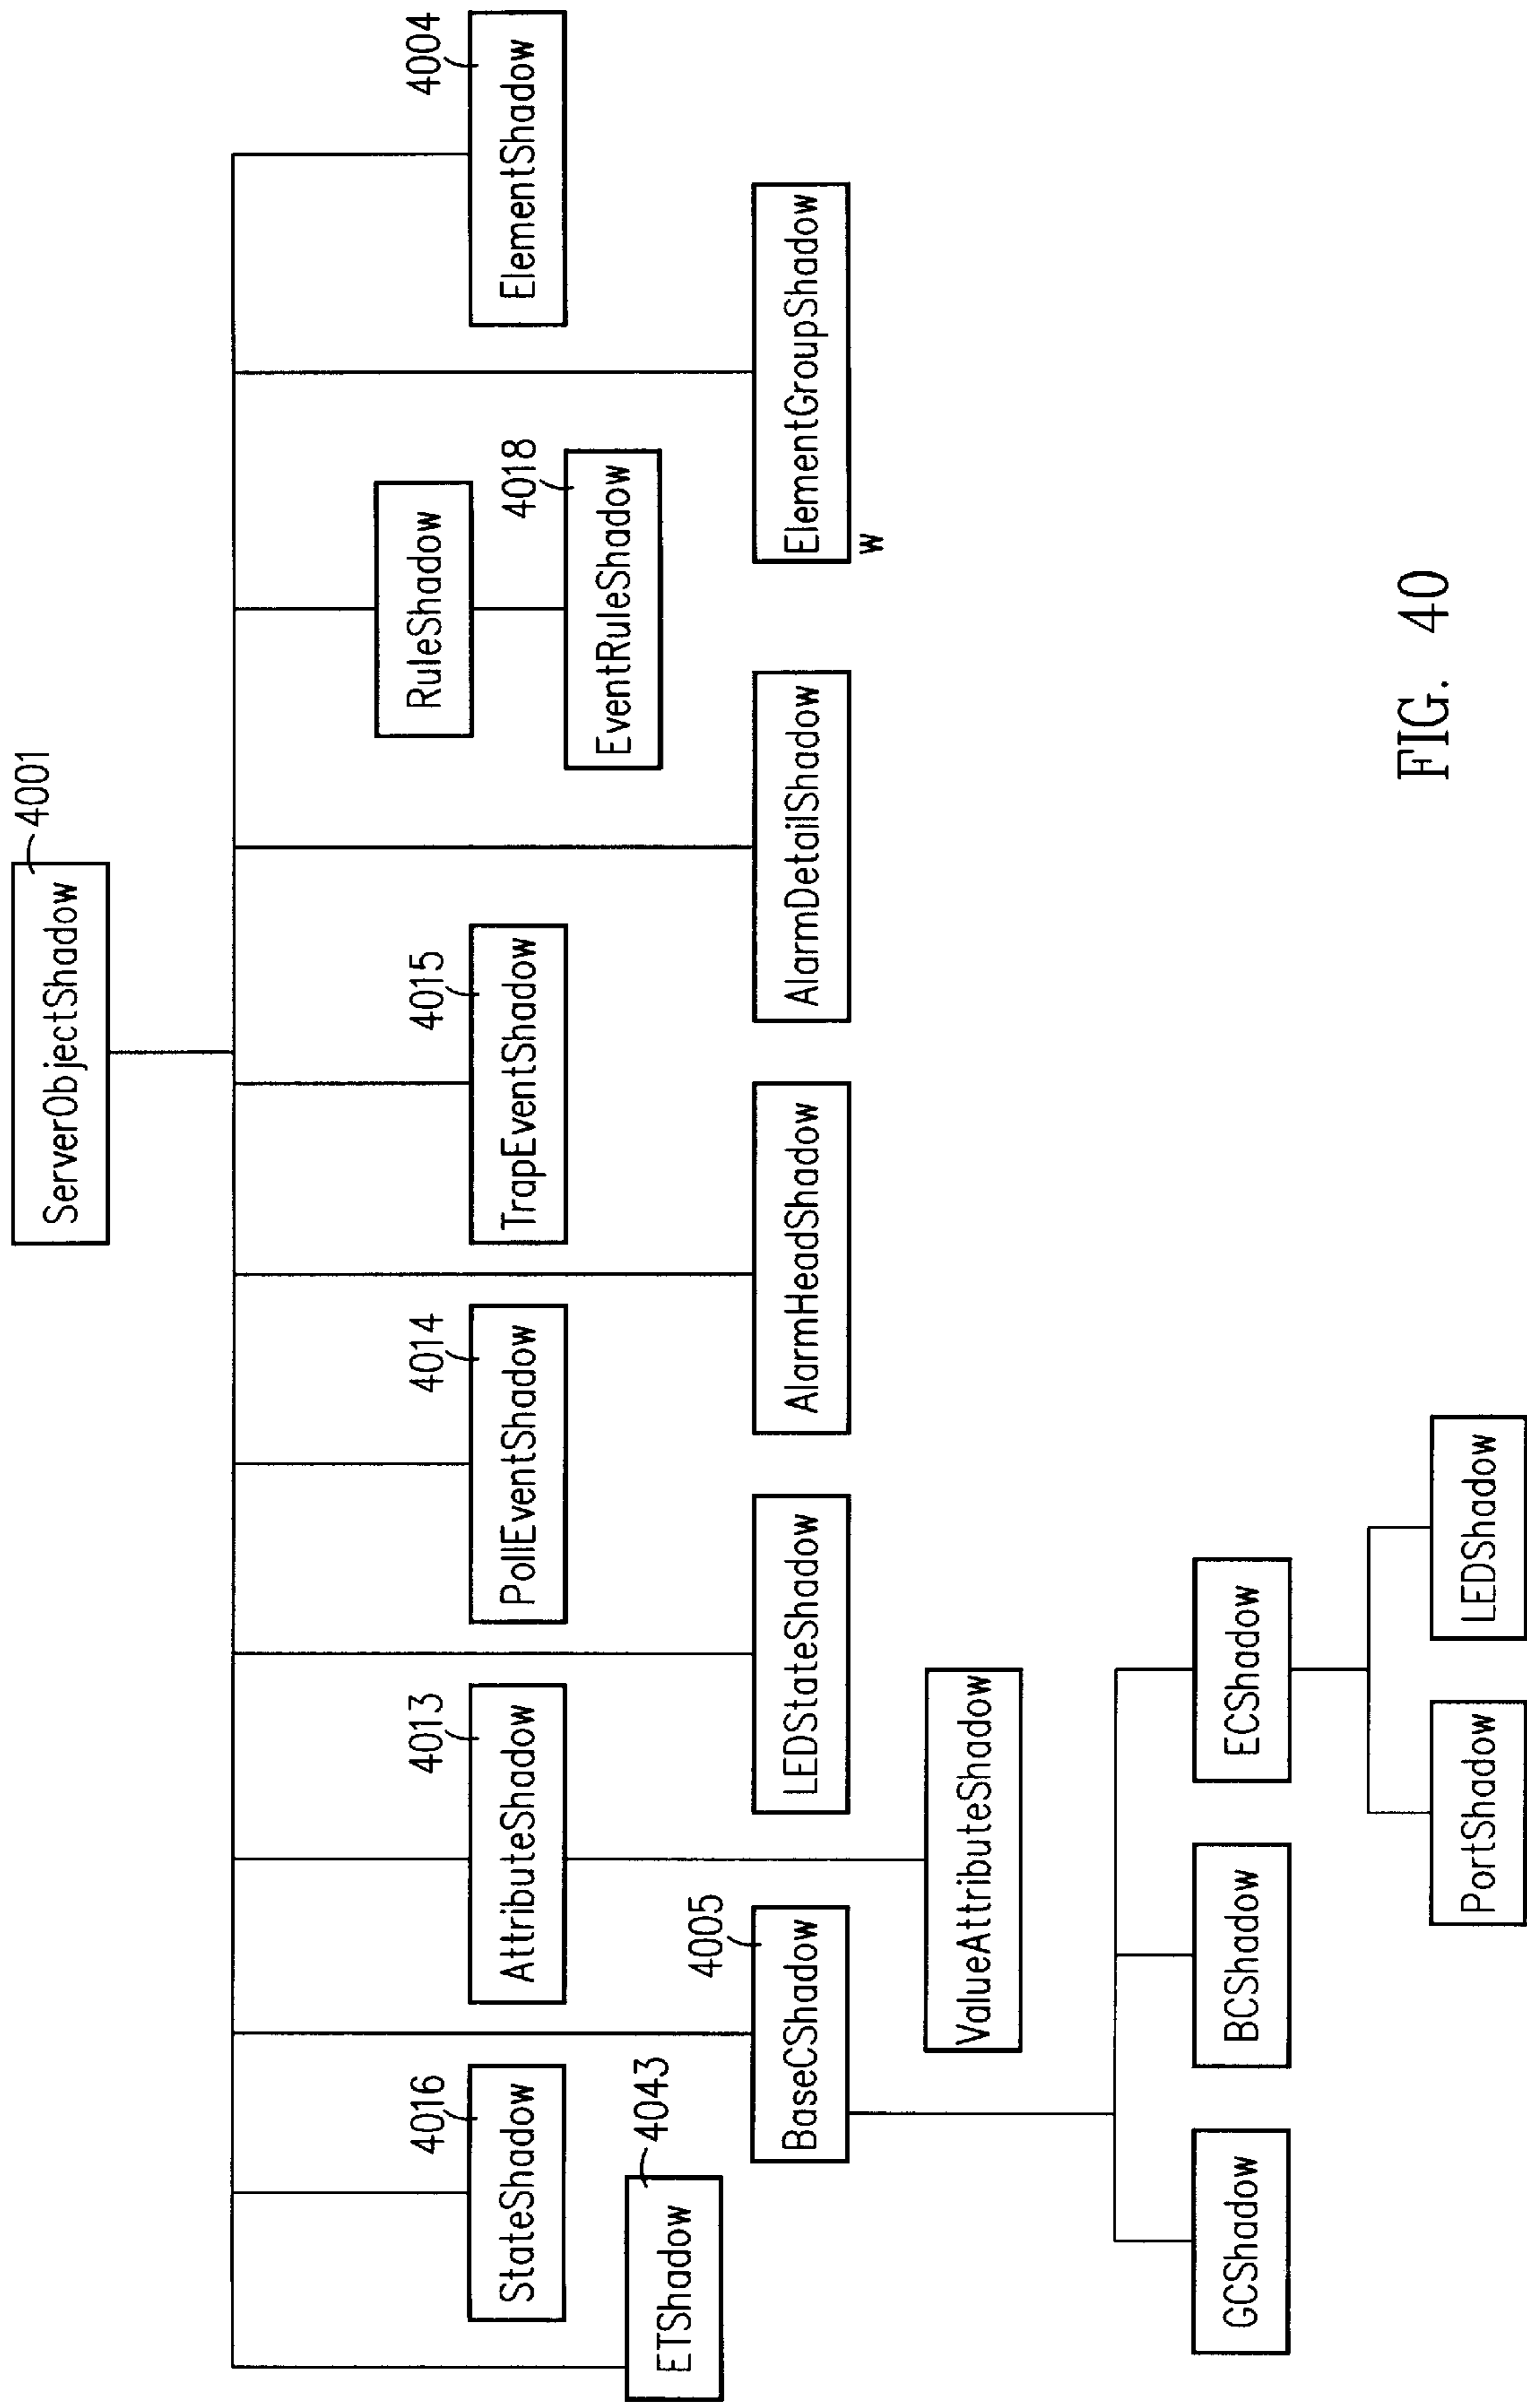 ServerObjectShadow
4001
RuleShadow
StateShadow
4016
AttributeShadow
4013
PollEventShadow
4014
TrapEventShadow
4015
ElementShadow
4004
EventRuleShadow
4018
ETShadow
4043
BaseCShadow
4005
LEDStateShadow
AlarmHeadShadow
AlarmDetailShadow
ElementGroupShadow
w
ValueAttributeShadow
GCShadow
BCShadow
ECShadow
PortShadow
LEDShadow
FIG. 40